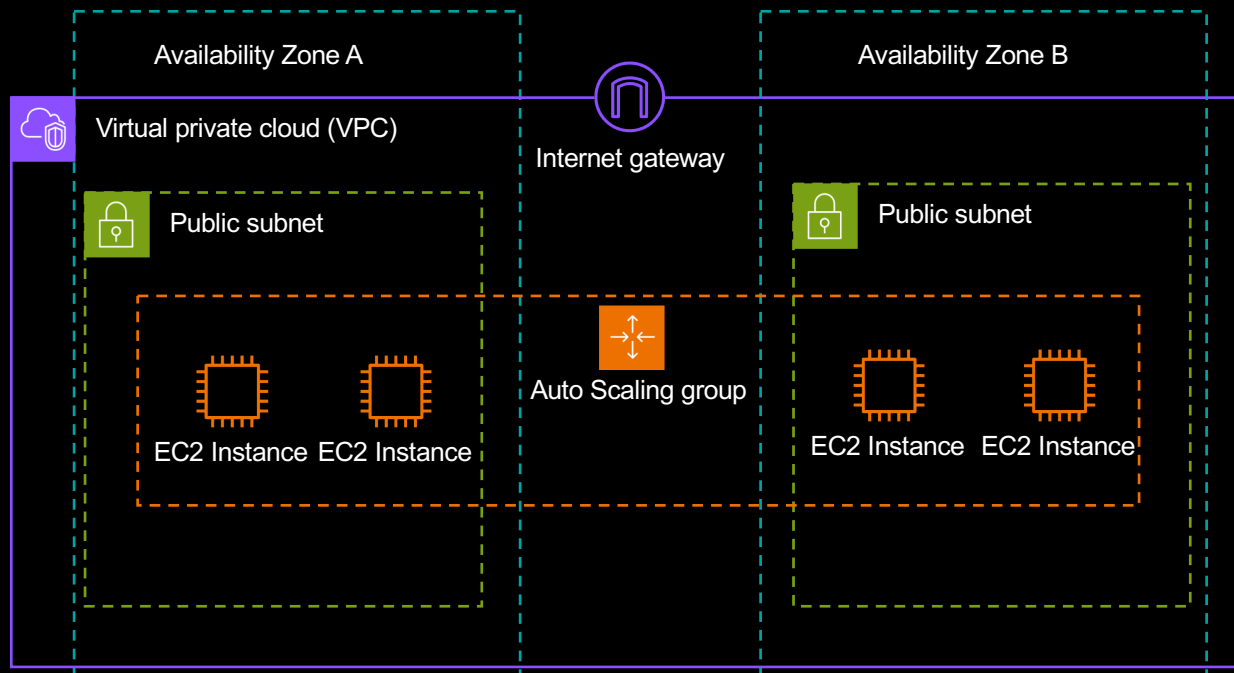 Availability Zone A
Availability Zone B
Virtual private cloud (VPC)
Internet gateway
Public subnet
Public subnet
Auto Scaling group
EC2 Instance
EC2 Instance
EC2 Instance
EC2 Instance